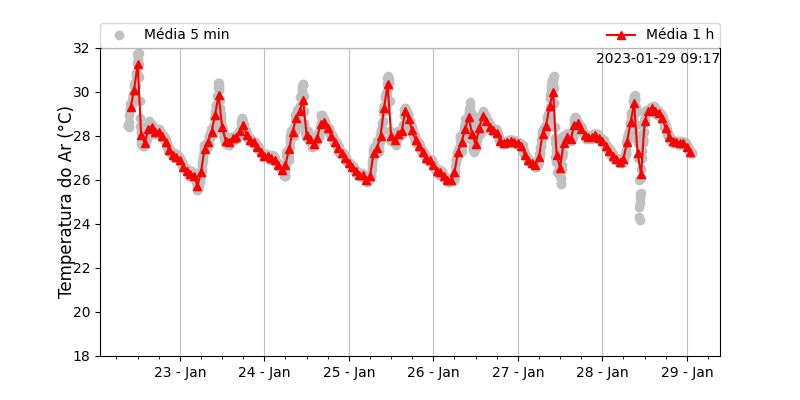 Média 5 min
Média 1 h
2023-01-29 09:17
Temperatura do Ar (°C)
32
30
28
26
24
22
20
18
23 - Jan
24 - Jan
25 - Jan
26 - Jan
27 - Jan
28 - Jan
29 - Jan